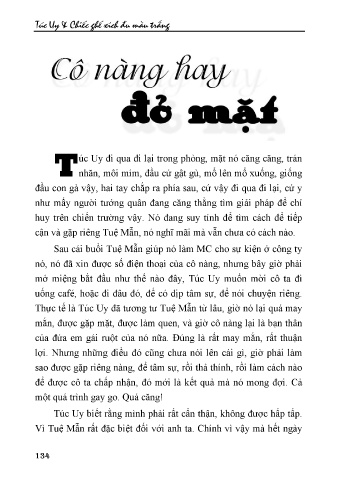 Túc Uy & Chiếc ghế xích đu màu trắng
Cô nàng hay
đỏ mặt
Túc Uy đi qua đi lại trong phòng, mặt nó căng căng, trán
nhăn, môi mím, đầu cứ gật gù, mổ lên mổ xuống, giống
đầu con gà vậy, hai tay chắp ra phía sau, cứ vậy đi qua đi lại, cứ y
như mấy người tướng quân đang căng thẳng tìm giải pháp để chỉ
huy trên chiến trường vậy. Nó đang suy tính để tìm cách để tiếp
cận và gặp riêng Tuệ Mẫn, nó nghĩ mãi mà vẫn chưa có cách nào.
Sau cái buổi Tuệ Mẫn giúp nó làm MC cho sự kiện ở công ty
nó, nó đã xin được số điện thoại của cô nàng, nhưng bây giờ phải
mở miệng bắt đầu như thế nào đây, Túc Uy muốn mời cô ta đi
uống café, hoặc đi đâu đó, để có dịp tâm sự, để nói chuyện riêng.
Thực tế là Túc Uy đã tương tư Tuệ Mẫn từ lâu, giờ nó lại quá may
mắn, được gặp mặt, được làm quen, và giờ cô nàng lại là bạn thân
của đứa em gái ruột của nó nữa. Đúng là rất may mắn, rất thuận
lợi. Nhưng những điều đó cũng chưa nói lên cái gì, giờ phải làm
sao được gặp riêng nàng, để tâm sự, rồi thả thính, rồi làm cách nào
để được cô ta chấp nhận, đó mới là kết quả mà nó mong đợi. Cả
một quá trình gay go. Quá căng!
Túc Uy biết rằng mình phải rất cẩn thận, không được hấp tấp.
Vì Tuệ Mẫn rất đặc biệt đối với anh ta. Chính vì vậy mà hết ngày
134